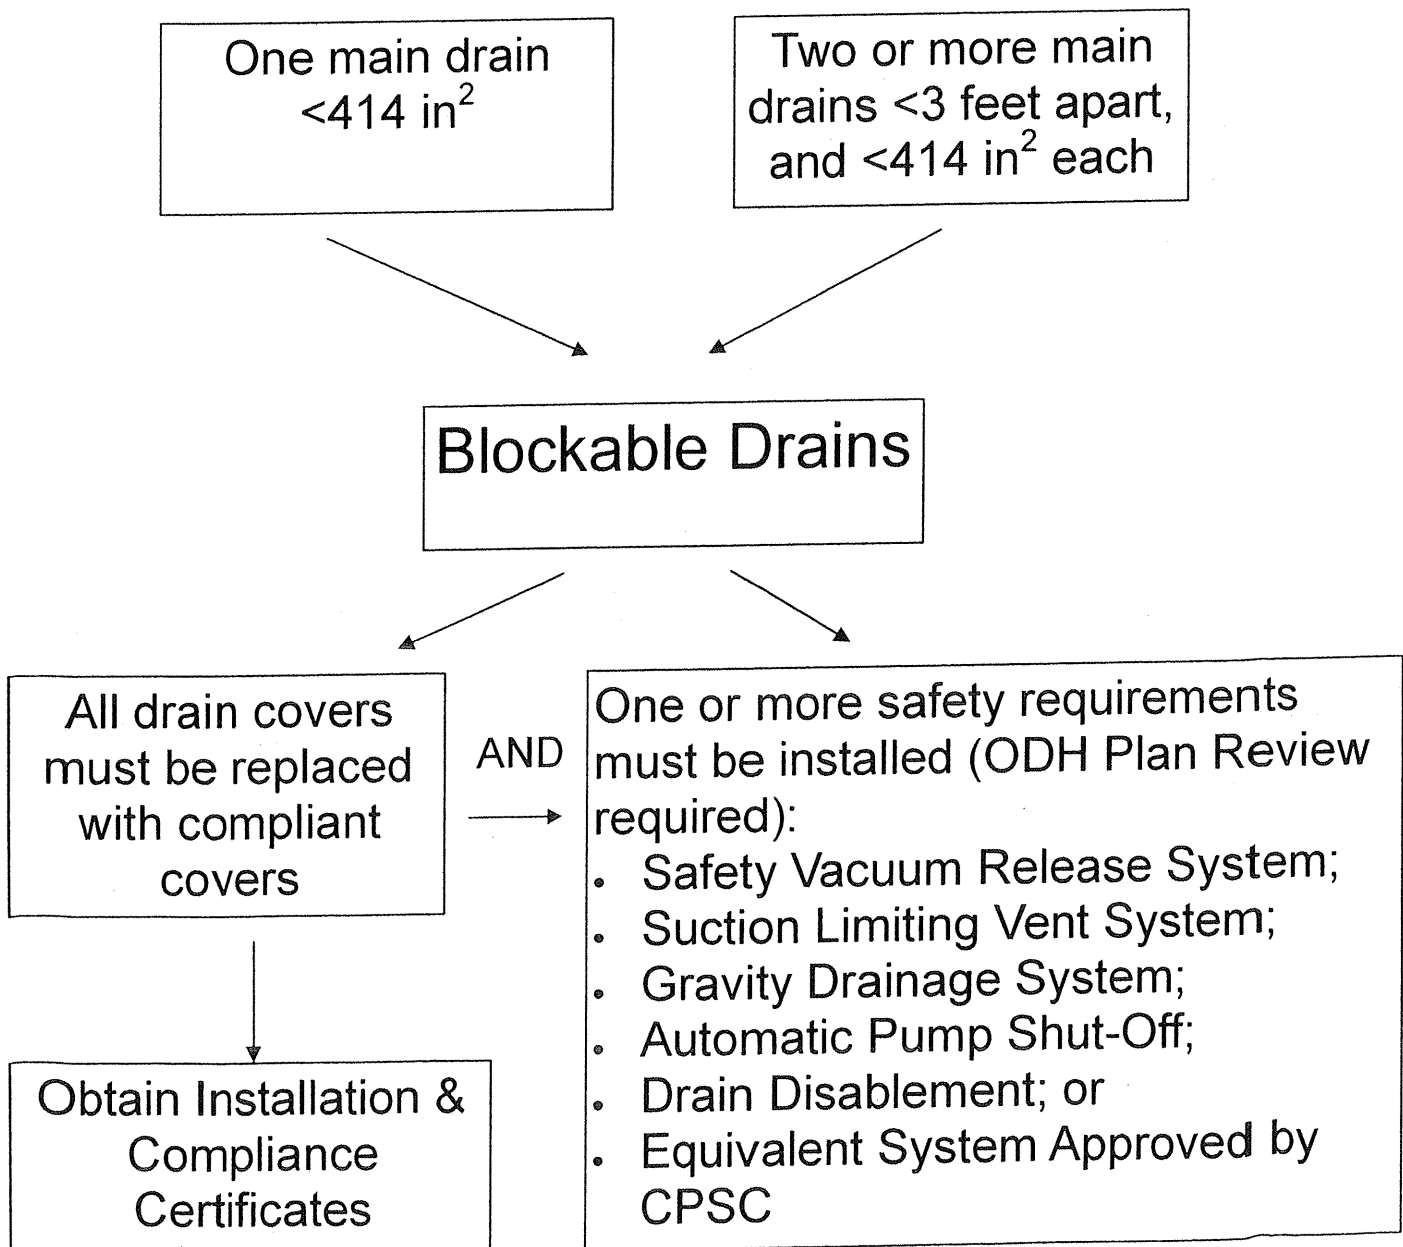 One main drain
<414 in²
Two or more main
drains <3 feet apart,
and <414 in² each
Blockable Drains
All drain covers
must be replaced
with compliant
covers
AND
One or more safety requirements
must be installed (ODH Plan Review
required):
• Safety Vacuum Release System;
• Suction Limiting Vent System;
• Gravity Drainage System;
• Automatic Pump Shut-Off;
• Drain Disablement; or
• Equivalent System Approved by
CPSC
Obtain Installation &
Compliance
Certificates